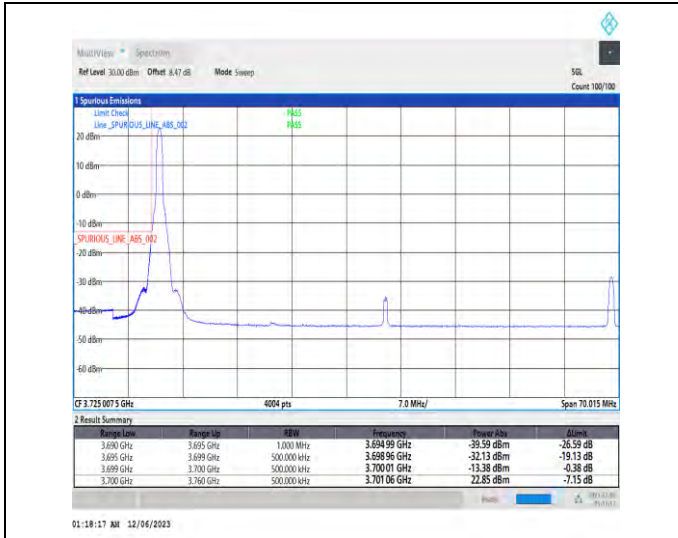 MultiView Spectrum
Ref Level 30.00 dBm Offset 8.47 dB Mode Sweep SGL
Count 100/100
1 Spurious Emissions
Limit Check PASS
Line _SPURIOUS_LINE_ABS_002 PASS
20 dBm
10 dBm
0 dBm
-10 dBm
_SPURIOUS_LINE_ABS_002
-20 dBm
-30 dBm
-40 dBm
-50 dBm
-60 dBm
CF 3.725 007 5 GHz 4004 pts 7.0 MHz/ Span 70.015 MHz
2 Result Summary
Range Low Range Up RBW Frequency Power Abs ΔLimit
3.690 GHz 3.695 GHz 1.000 MHz 3.694 99 GHz -39.59 dBm -26.59 dB
3.695 GHz 3.699 GHz 500.000 kHz 3.698 96 GHz -32.13 dBm -19.13 dB
3.699 GHz 3.700 GHz 500.000 kHz 3.700 01 GHz -13.38 dBm -0.38 dB
3.700 GHz 3.760 GHz 500.000 kHz 3.701 06 GHz 22.85 dBm -7.15 dB
01:18:17 AM 12/06/2023